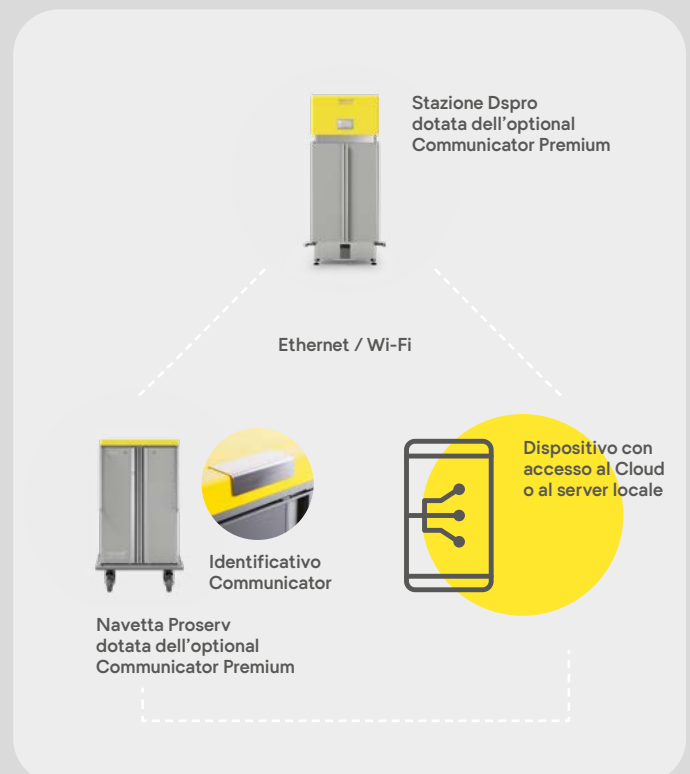 Stazione Dspro
dotata dell'optional
Communicator Premium
Ethernet / Wi-Fi
Dispositivo con
accesso al Cloud
o al server locale
Identificativo
Communicator
Navetta Proserv
dotata dell'optional
Communicator Premium